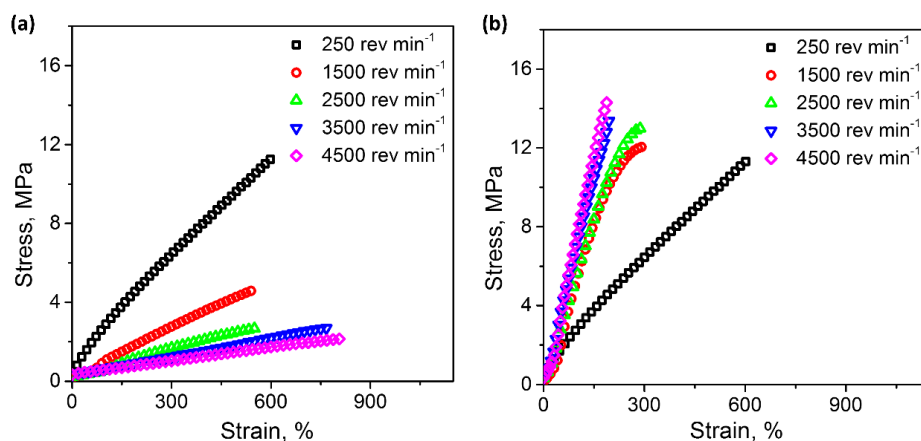 (a)
16
12
8
4
0
0
300
600
900
Stress, MPa
Strain, %
250 rev min⁻¹
1500 rev min⁻¹
2500 rev min⁻¹
3500 rev min⁻¹
4500 rev min⁻¹
(b)
16
12
8
4
0
0
300
600
900
Stress, MPa
Strain, %
250 rev min⁻¹
1500 rev min⁻¹
2500 rev min⁻¹
3500 rev min⁻¹
4500 rev min⁻¹